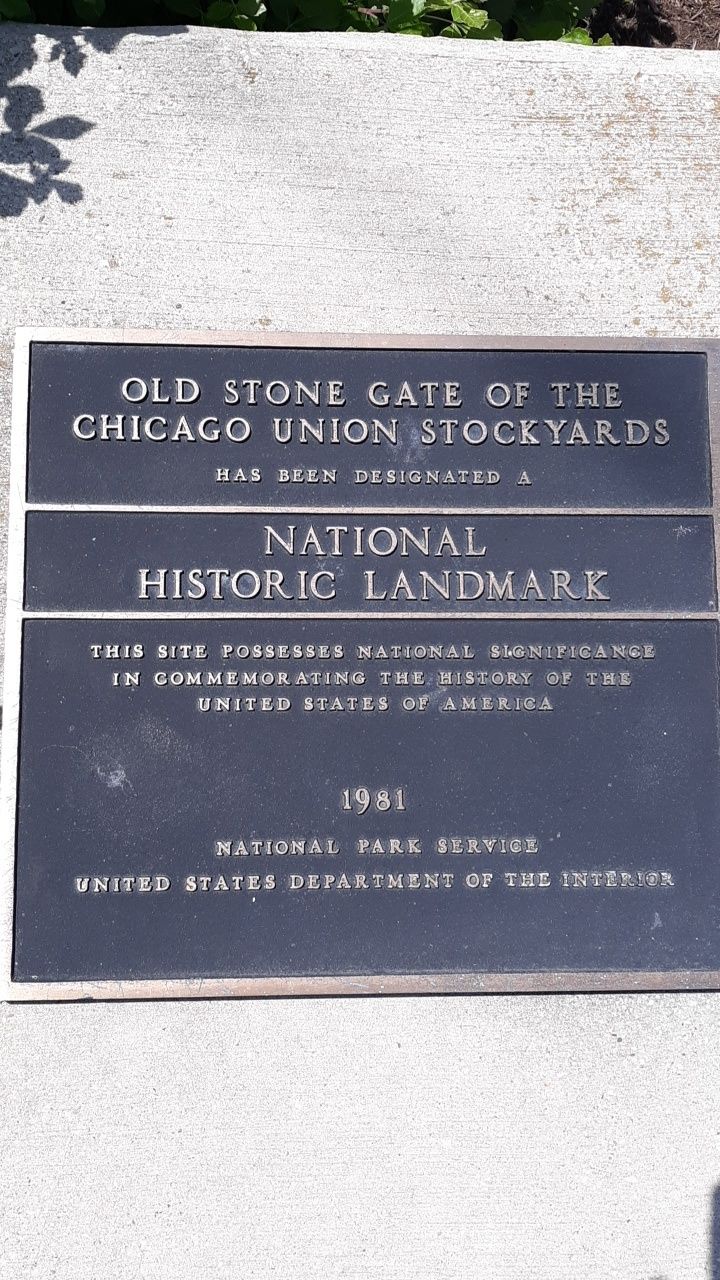 OLD STONE GATE OF THE
CHICAGO UNION STOCKYARDS
HAS BEEN DESIGNATED A
NATIONAL
HISTORIC LANDMARK
THIS SITE POSSESSES NATIONAL SIGNIFICANCE
IN COMMEMORATING THE HISTORY OF THE
UNITED STATES OF AMERICA
1981
NATIONAL PARK SERVICE
UNITED STATES DEPARTMENT OF THE INTERIOR